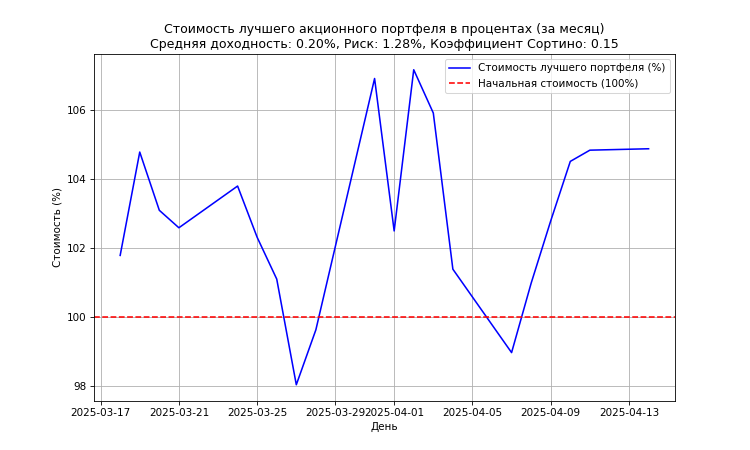 Стоимость лучшего акционного портфеля в процентах (за месяц)
Средняя доходность: 0.20%, Риск: 1.28%, Коэффициент Сортино: 0.15
Стоимость лучшего портфеля (%)
Начальная стоимость (100%)
Стоимость (%)
106
104
102
100
98
2025-03-17
2025-03-21
2025-03-25
2025-03-29
2025-04-01
2025-04-05
2025-04-09
2025-04-13
День